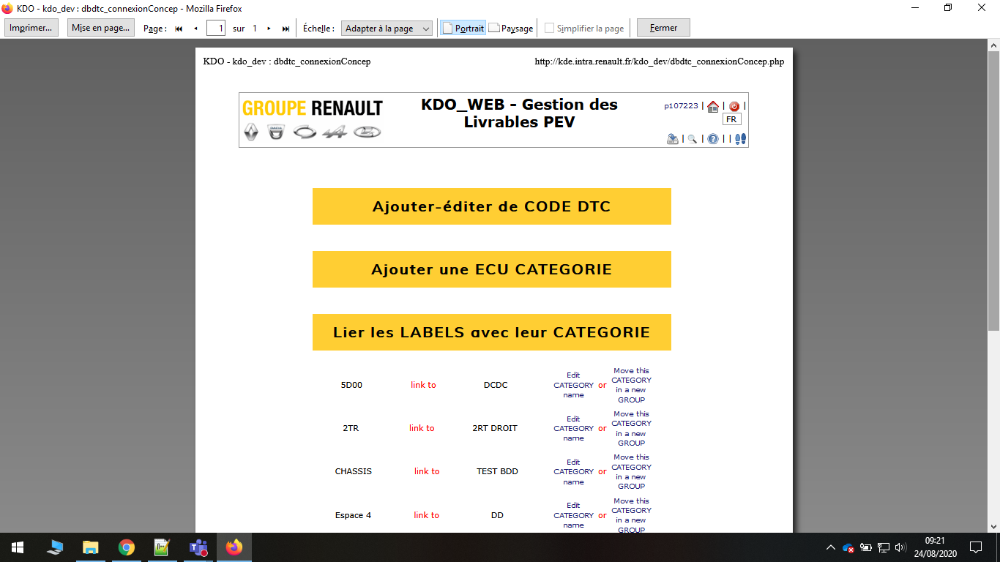 KDO - kdo_dev : dbdtc_connexionConcep - Mozilla Firefox
Imprimer... Mise en page... Page : 1 sur 1 Échelle : Adapter à la page Portrait Paysage Simplifier la page Fermer
KDO - kdo_dev : dbdtc_connexionConcep http://kde.intra.renault.fr/kdo_dev/dbdtc_connexionConcep.php
GROUPE RENAULT
KDO_WEB - Gestion des
Livrables PEV
p107223 | | |
FR
| | | |
Ajouter-éditer de CODE DTC
Ajouter une ECU CATEGORIE
Lier les LABELS avec leur CATEGORIE
5D00 link to DCDC
Edit
CATEGORY
name
or
Move this
CATEGORY
in a new
GROUP
2TR link to 2RT DROIT
Edit
CATEGORY
name
or
Move this
CATEGORY
in a new
GROUP
CHASSIS link to TEST BDD
Edit
CATEGORY
name
or
Move this
CATEGORY
in a new
GROUP
Espace 4 link to DD
Edit
CATEGORY
name
or
Move this
CATEGORY
in a new
GROUP
09:21
24/08/2020